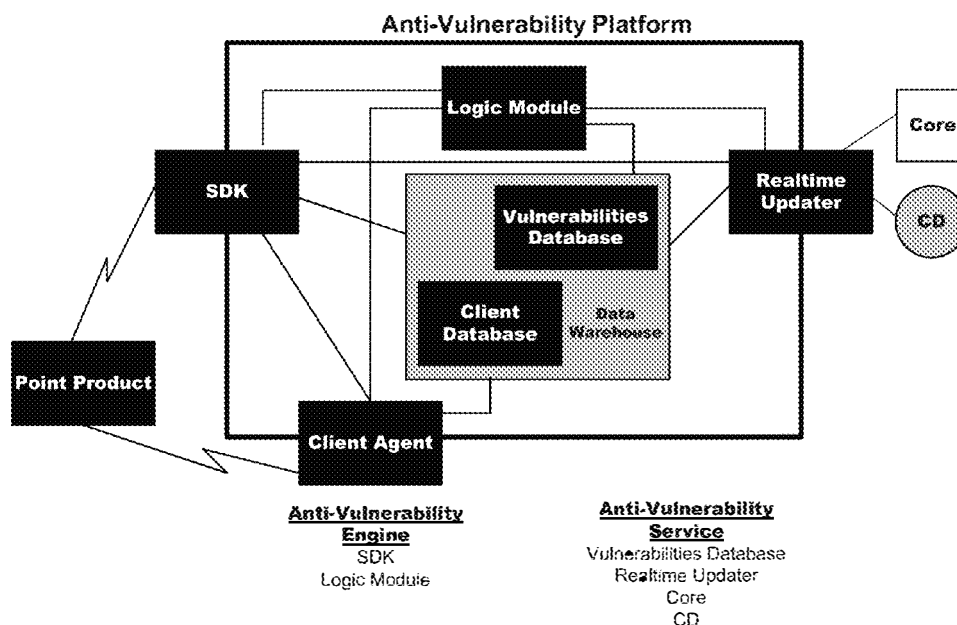 Anti-Vulnerability Platform
Logic Module
Core
SDK
Realtime
Updater
Vulnerabilities
Database
CD
Client
Database
Data
Warehouse
Point Product
Client Agent
Anti-Vulnerability
Engine
SDK
Logic Module
Anti-Vulnerability
Service
Vulnerabilities Database
Realtime Updater
Core
CD